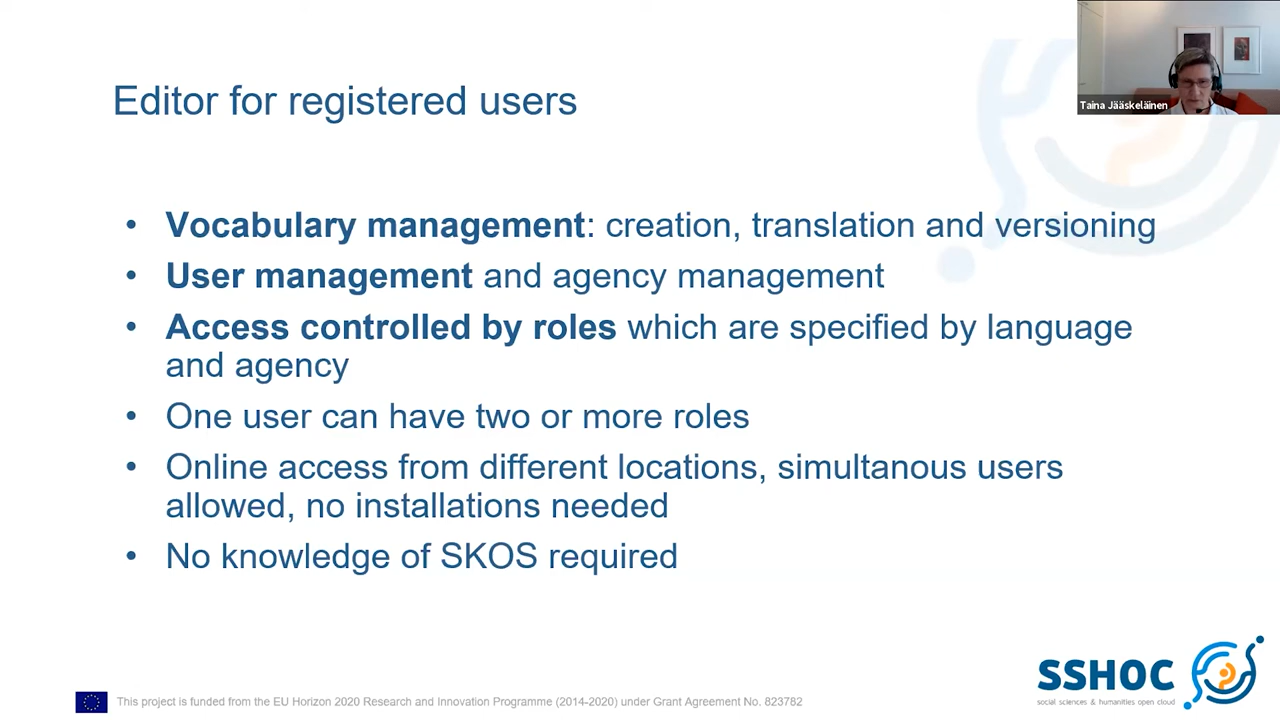 Taina Jääskeläinen
Editor for registered users
• Vocabulary management: creation, translation and versioning
• User management and agency management
• Access controlled by roles which are specified by language
and agency
• One user can have two or more roles
• Online access from different locations, simultanous users
allowed, no installations needed
• No knowledge of SKOS required
SSHOC
social sciences & humanities open cloud
This project is funded from the EU Horizon 2020 Research and Innovation Programme (2014-2020) under Grant Agreement No. 823782